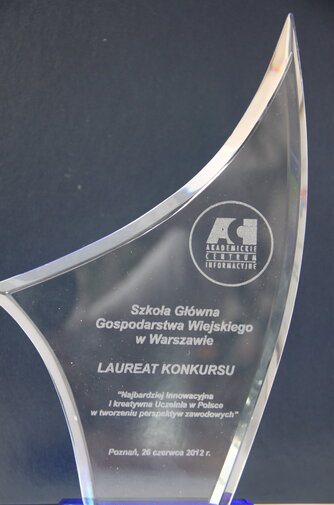 ACI
AKADEMICKIE
CENTRUM
INFORMACYJNE
Szkoła Główna
Gospodarstwa Wiejskiego
w Warszawie
LAUREAT KONKURSU
"Najbardziej innowacyjna
i kreatywna Uczelnia w Polsce
w tworzeniu perspektyw zawodowych"
Poznań, 26 czerwca 2012 r.